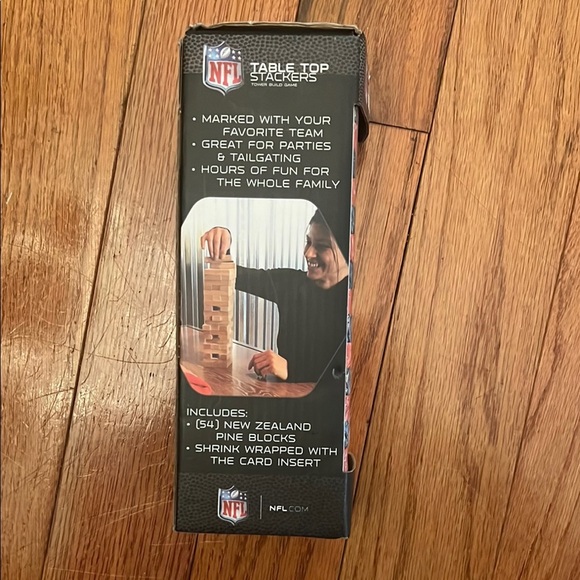 NFL
TABLE TOP
STACKERS
TOWER BUILD GAME
• MARKED WITH YOUR
FAVORITE TEAM
• GREAT FOR PARTIES
& TAILGATING
• HOURS OF FUN FOR
THE WHOLE FAMILY
INCLUDES:
• (54) NEW ZEALAND
PINE BLOCKS
• SHRINK WRAPPED WITH
THE CARD INSERT
NFL | NFL.COM